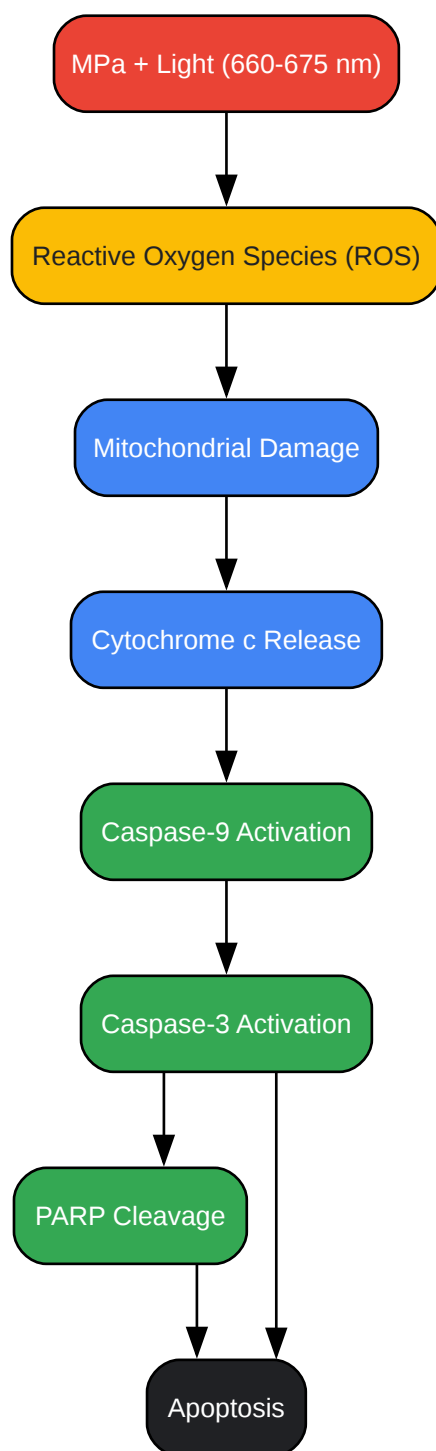 MPa + Light (660-675 nm)
Reactive Oxygen Species (ROS)
Mitochondrial Damage
Cytochrome c Release
Caspase-9 Activation
Caspase-3 Activation
PARP Cleavage
Apoptosis